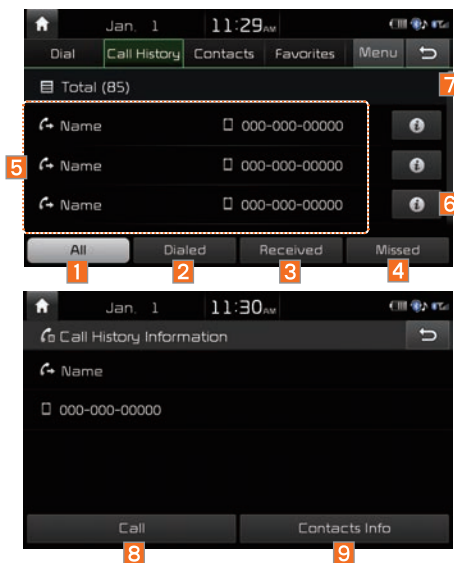 Jan. 1 11:29AM
Dial Call History Contacts Favorites Menu
7
Total (85)
Name 000-000-00000
5 Name 000-000-00000
Name 000-000-00000 6
All Dialed Received Missed
1 2 3 4
Jan. 1 11:30AM
Call History Information
Name
000-000-00000
Call Contacts Info
8 9